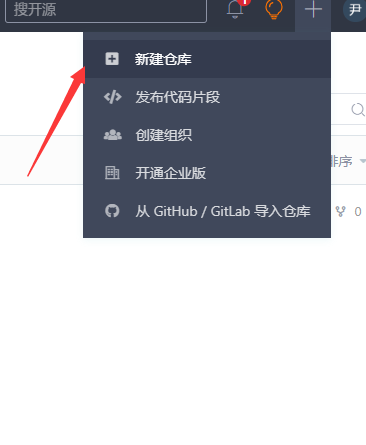 搜开源
1
尹
新建仓库
发布代码片段
创建组织
开通企业版
排序
从 GitHub / GitLab 导入仓库
0